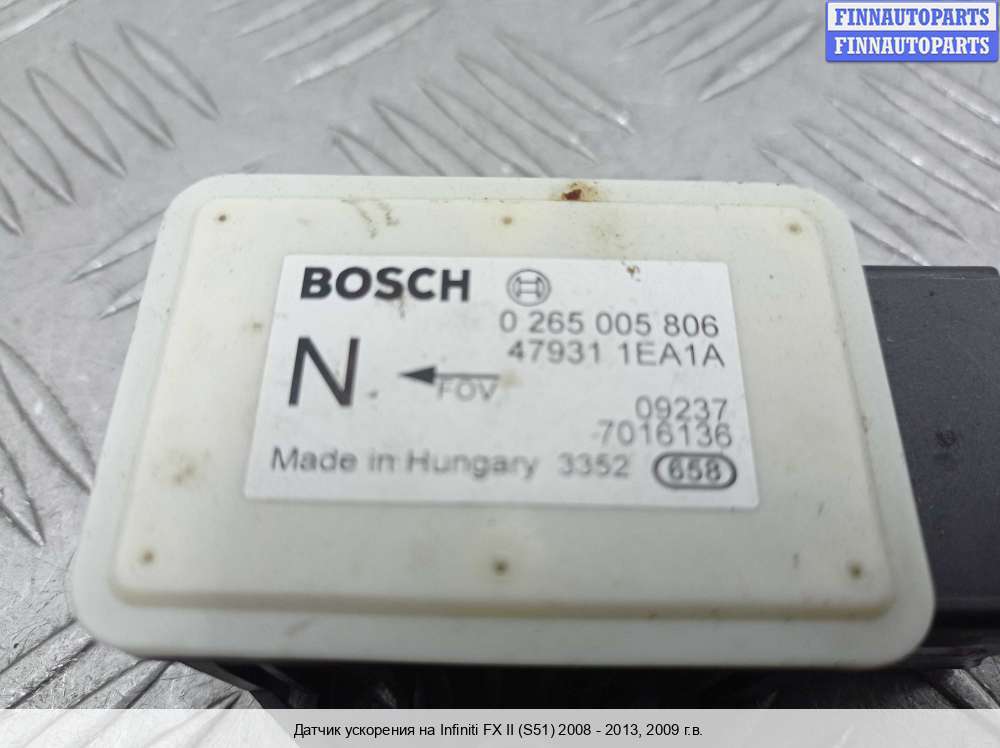 FINNAUTOPARTS
FINNAUTOPARTS
BOSCH
0 265 005 806
47931 1EA1A
N
FOV
09237
7016136
Made in Hungary 3352 658
Датчик ускорения на Infiniti FX II (S51) 2008 - 2013, 2009 г.в.